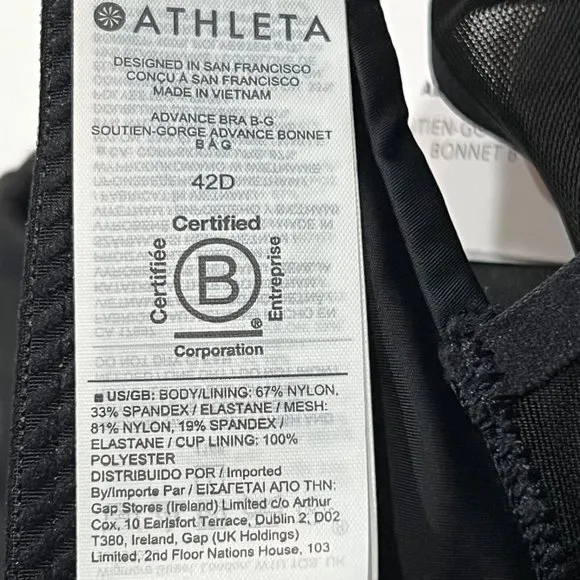 ATHLETA
DESIGNED IN SAN FRANCISCO
CONÇU À SAN FRANCISCO
MADE IN VIETNAM
ADVANCE BRA B-G
SOUTIEN-GORGE ADVANCE BONNET
B À G
42D
Certified
Certifiée
B
Entreprise
®
Corporation
US/GB: BODY/LINING: 67% NYLON,
33% SPANDEX / ELASTANE / MESH:
81% NYLON, 19% SPANDEX /
ELASTANE / CUP LINING: 100%
POLYESTER
DISTRIBUIDO POR / Imported
By/Importe Par / ΕΙΣΑΓΕΤΑΙ ΑΠΟ ΤΗΝ:
Gap Stores (Ireland) Limited c/o Arthur
Cox, 10 Earlsfort Terrace, Dublin 2, D02
T380, Ireland, Gap (UK Holdings)
Limited, 2nd Floor Nations House, 103
BONNET B